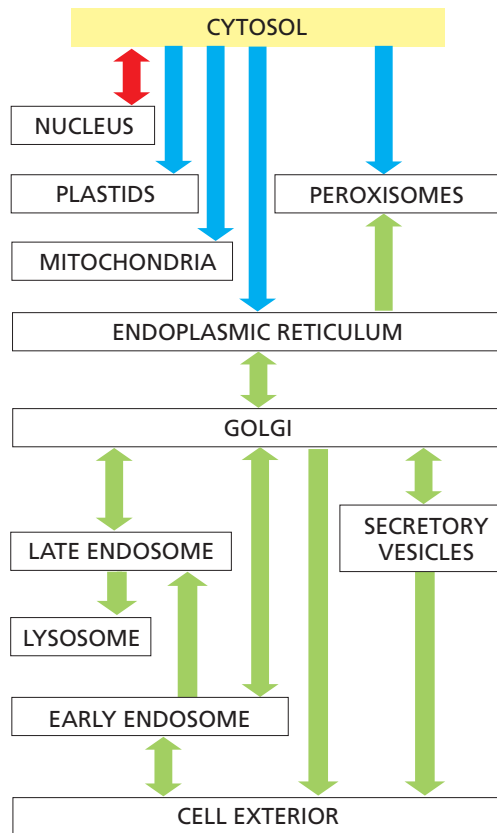 CYTOSOL
NUCLEUS
PLASTIDS
PEROXISOMES
MITOCHONDRIA
ENDOPLASMIC RETICULUM
GOLGI
LATE ENDOSOME
SECRETORY
VESICLES
LYSOSOME
EARLY ENDOSOME
CELL EXTERIOR